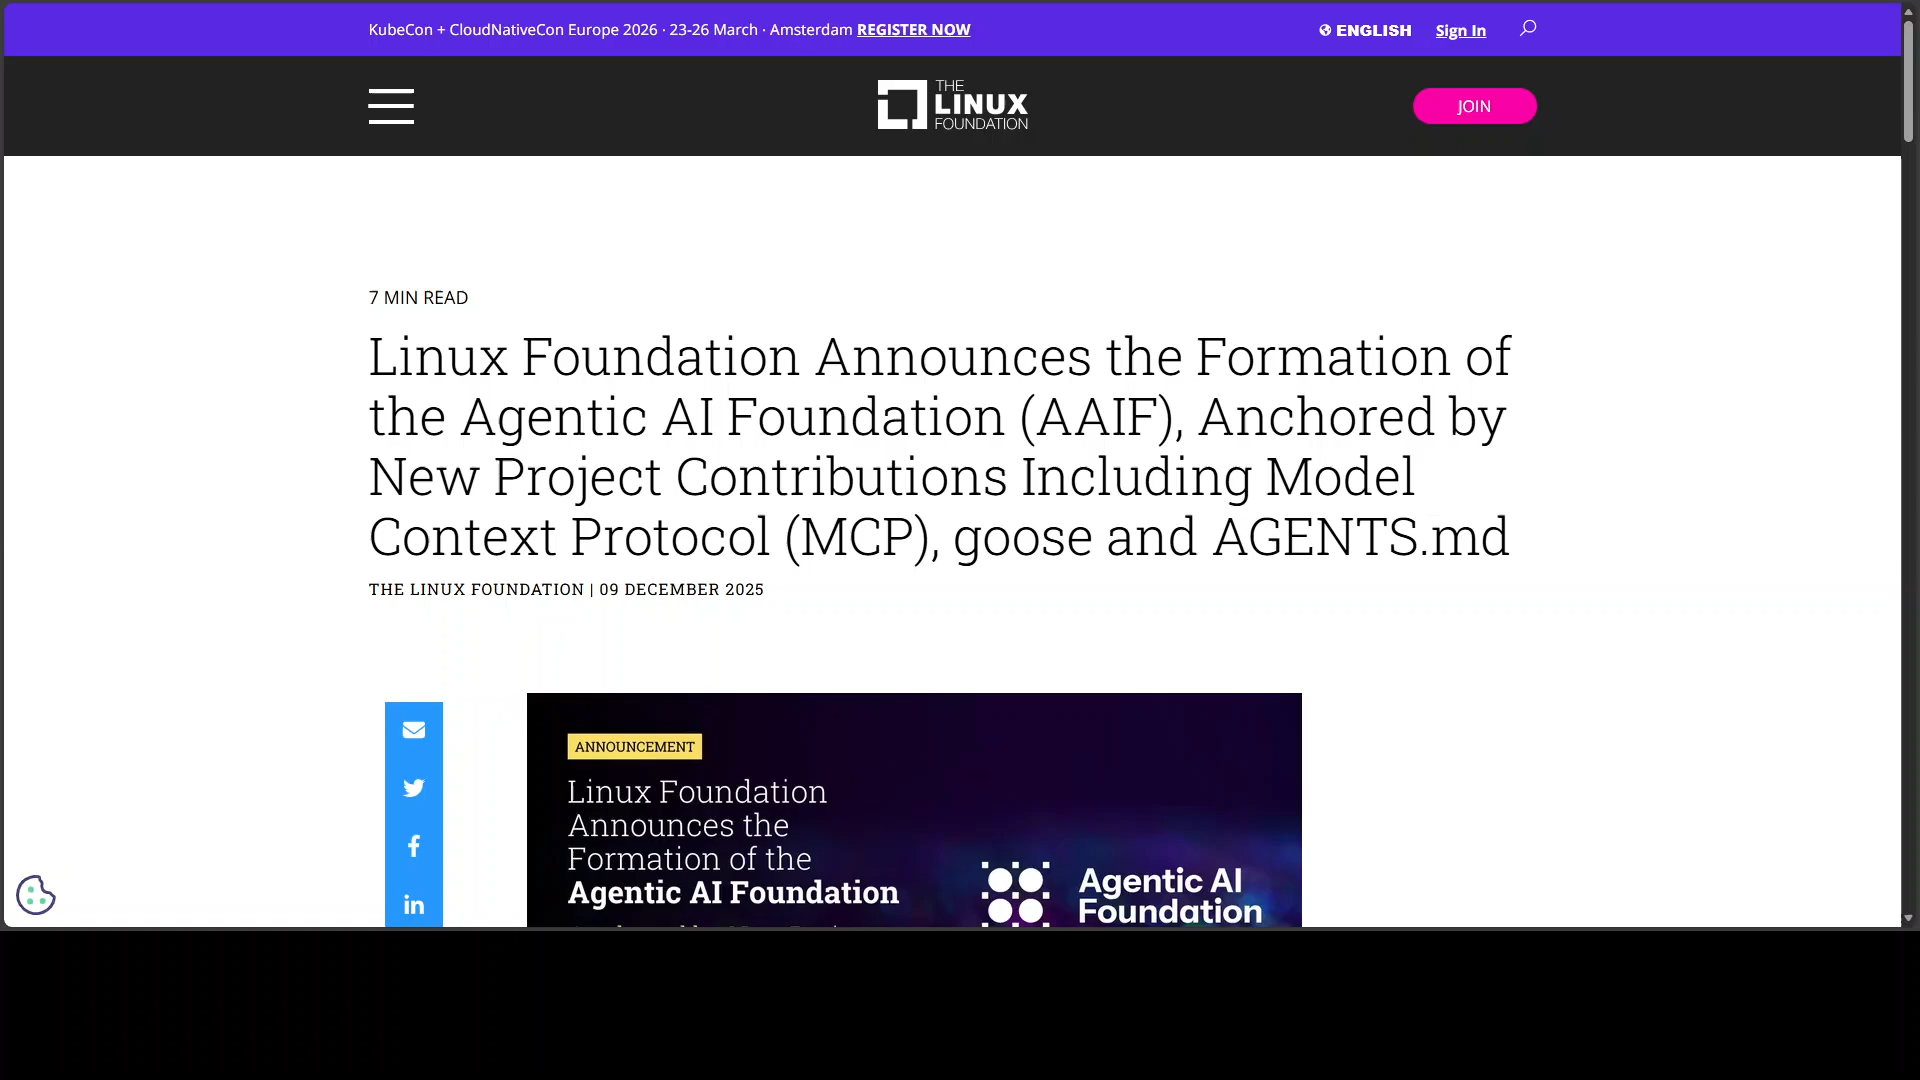 KubeCon + CloudNativeCon Europe 2026 · 23-26 March · Amsterdam REGISTER NOW
ENGLISH
Sign In
THE
LINUX
FOUNDATION
JOIN
7 MIN READ
Linux Foundation Announces the Formation of
the Agentic AI Foundation (AAIF), Anchored by
New Project Contributions Including Model
Context Protocol (MCP), goose and AGENTS.md
THE LINUX FOUNDATION | 09 DECEMBER 2025
ANNOUNCEMENT
Linux Foundation
Announces the
Formation of the
Agentic AI Foundation
Agentic AI
Foundation